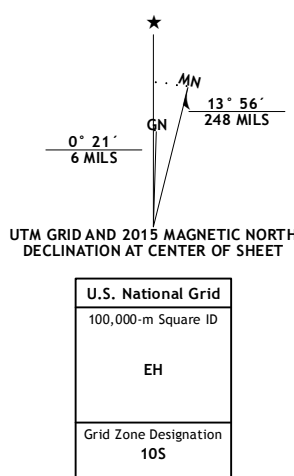 ★
MN
13° 56´
248 MILS
GN
0° 21´
6 MILS
UTM GRID AND 2015 MAGNETIC NORTH
DECLINATION AT CENTER OF SHEET
U.S. National Grid
100,000-m Square ID
EH
Grid Zone Designation
10S